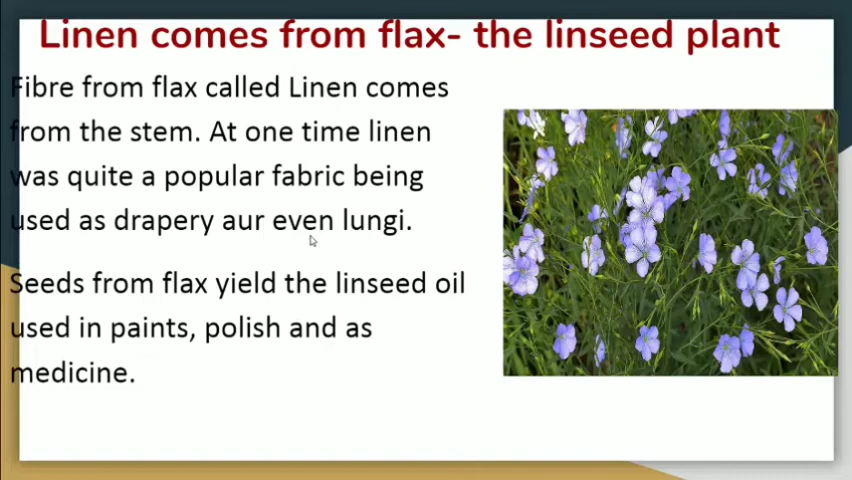 Linen comes from flax- the linseed plant
Fibre from flax called Linen comes
from the stem. At one time linen
was quite a popular fabric being
used as drapery aur even lungi.
Seeds from flax yield the linseed oil
used in paints, polish and as
medicine.